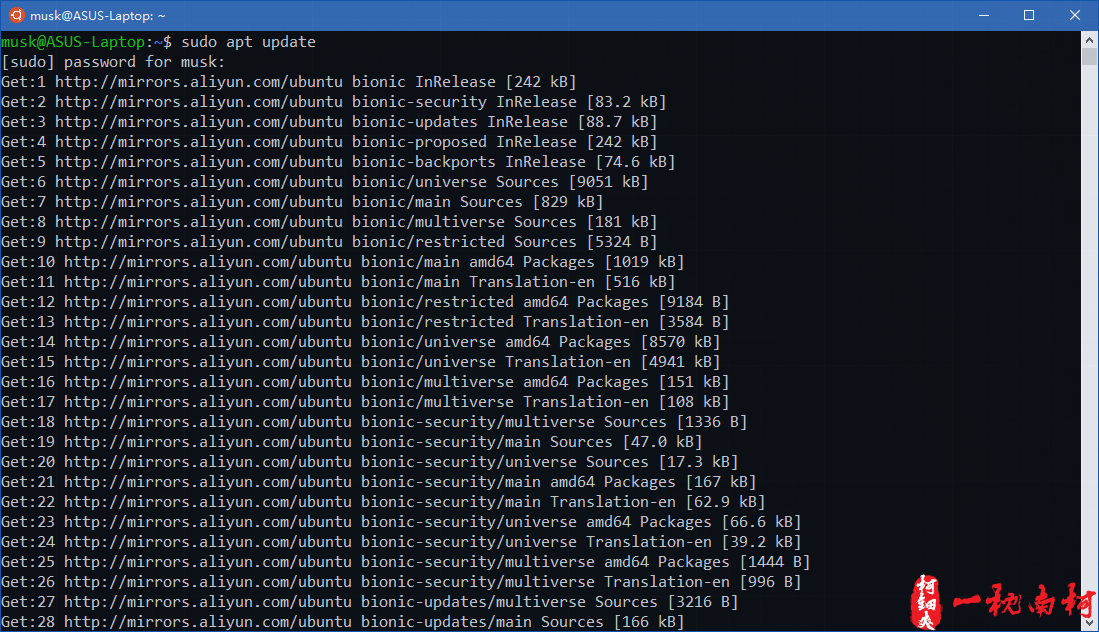 musk@ASUS-Laptop: ~
musk@ASUS-Laptop:~$ sudo apt update
[sudo] password for musk:
Get:1 http://mirrors.aliyun.com/ubuntu bionic InRelease [242 kB]
Get:2 http://mirrors.aliyun.com/ubuntu bionic-security InRelease [83.2 kB]
Get:3 http://mirrors.aliyun.com/ubuntu bionic-updates InRelease [88.7 kB]
Get:4 http://mirrors.aliyun.com/ubuntu bionic-proposed InRelease [242 kB]
Get:5 http://mirrors.aliyun.com/ubuntu bionic-backports InRelease [74.6 kB]
Get:6 http://mirrors.aliyun.com/ubuntu bionic/universe Sources [9051 kB]
Get:7 http://mirrors.aliyun.com/ubuntu bionic/main Sources [829 kB]
Get:8 http://mirrors.aliyun.com/ubuntu bionic/multiverse Sources [181 kB]
Get:9 http://mirrors.aliyun.com/ubuntu bionic/restricted Sources [5324 B]
Get:10 http://mirrors.aliyun.com/ubuntu bionic/main amd64 Packages [1019 kB]
Get:11 http://mirrors.aliyun.com/ubuntu bionic/main Translation-en [516 kB]
Get:12 http://mirrors.aliyun.com/ubuntu bionic/restricted amd64 Packages [9184 B]
Get:13 http://mirrors.aliyun.com/ubuntu bionic/restricted Translation-en [3584 B]
Get:14 http://mirrors.aliyun.com/ubuntu bionic/universe amd64 Packages [8570 kB]
Get:15 http://mirrors.aliyun.com/ubuntu bionic/universe Translation-en [4941 kB]
Get:16 http://mirrors.aliyun.com/ubuntu bionic/multiverse amd64 Packages [151 kB]
Get:17 http://mirrors.aliyun.com/ubuntu bionic/multiverse Translation-en [108 kB]
Get:18 http://mirrors.aliyun.com/ubuntu bionic-security/multiverse Sources [1336 B]
Get:19 http://mirrors.aliyun.com/ubuntu bionic-security/main Sources [47.0 kB]
Get:20 http://mirrors.aliyun.com/ubuntu bionic-security/universe Sources [17.3 kB]
Get:21 http://mirrors.aliyun.com/ubuntu bionic-security/main amd64 Packages [167 kB]
Get:22 http://mirrors.aliyun.com/ubuntu bionic-security/main Translation-en [62.9 kB]
Get:23 http://mirrors.aliyun.com/ubuntu bionic-security/universe amd64 Packages [66.6 kB]
Get:24 http://mirrors.aliyun.com/ubuntu bionic-security/universe Translation-en [39.2 kB]
Get:25 http://mirrors.aliyun.com/ubuntu bionic-security/multiverse amd64 Packages [1444 B]
Get:26 http://mirrors.aliyun.com/ubuntu bionic-security/multiverse Translation-en [996 B]
Get:27 http://mirrors.aliyun.com/ubuntu bionic-updates/multiverse Sources [3216 B]
Get:28 http://mirrors.aliyun.com/ubuntu bionic-updates/main Sources [166 kB]
一枕南柯